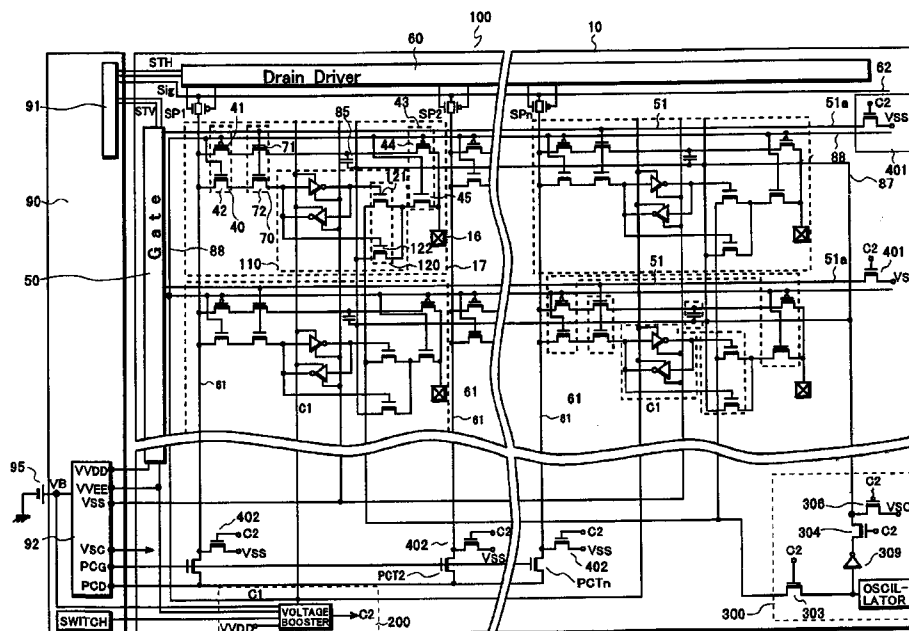 100
10
STH
60
62
Drain Driver
Sig
91
STV
SP1
SP2
SPn
C2
VSS
41
85
43
51
51a
44
71
88
401
90
121
87
42
40
72
70
45
16
122
50
Gate
88
110
120
17
C2
401
51
51a
VS
61
61
61
61
C1
C1
95
VB
VVDD
VVEE
VSS
92
VSC
PCG
PCD
402
C2
VSS
402
C2
VSS
PCT2
C2
VSS
402
PCTn
C2
306
VSC
304
C2
309
C2
OSCIL-
LATOR
300
303
C1
SWITCH
VVDD
VOLTAGE
BOOSTER
C2
200